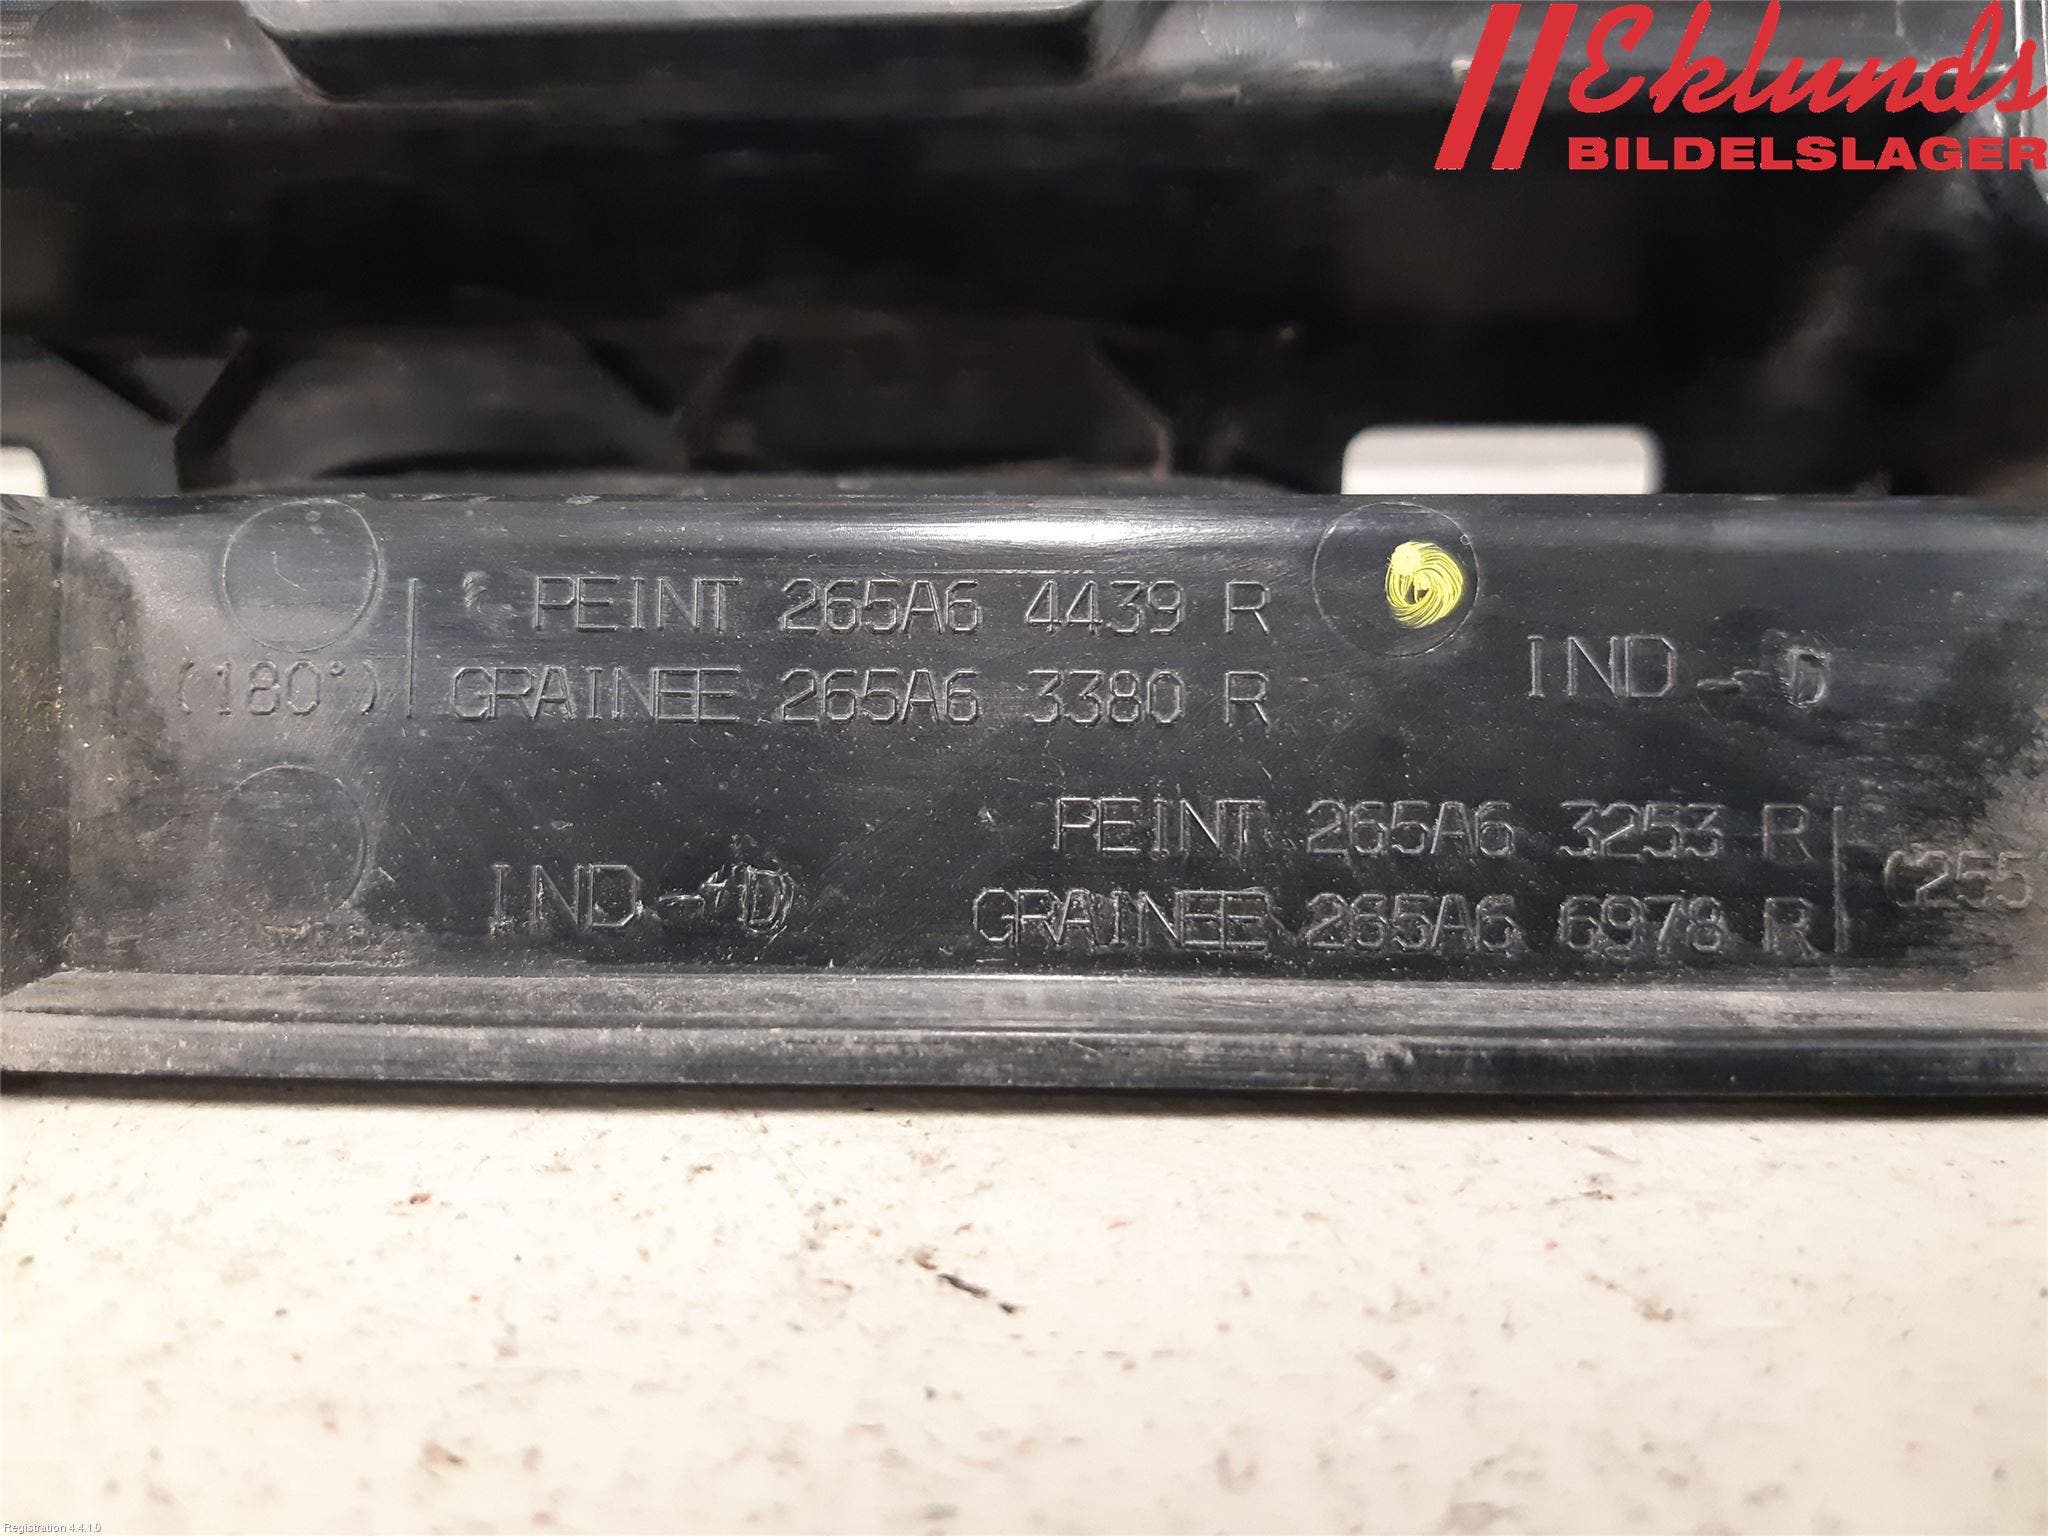 Eklunds
BILDELSLAGER
PEINT 265A6 4439 R
(180°) GRAINEE 265A6 3380 R
IND - D
PEINT 265A6 3253 R
GRAINEE 265A6 6978 R
(255
IND - D
Registration 4.4.1.0